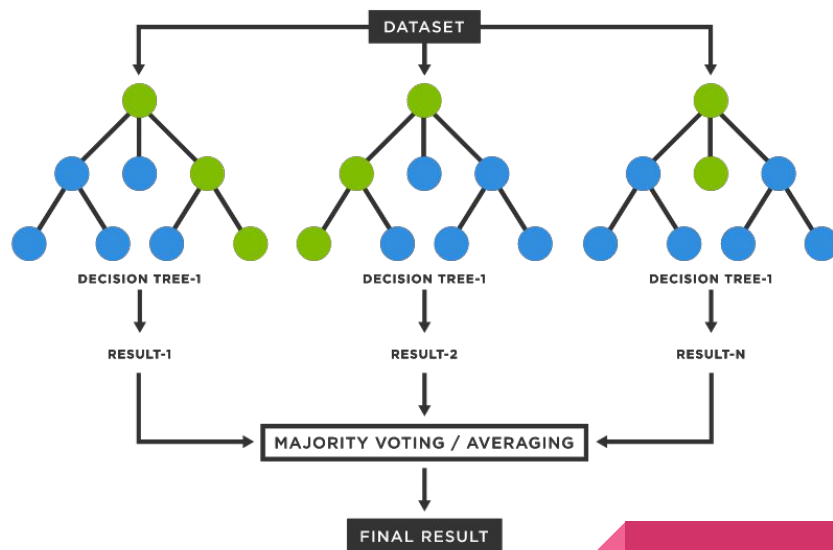 DATASET
DECISION TREE-1
DECISION TREE-1
DECISION TREE-1
RESULT-1
RESULT-2
RESULT-N
MAJORITY VOTING / AVERAGING
FINAL RESULT